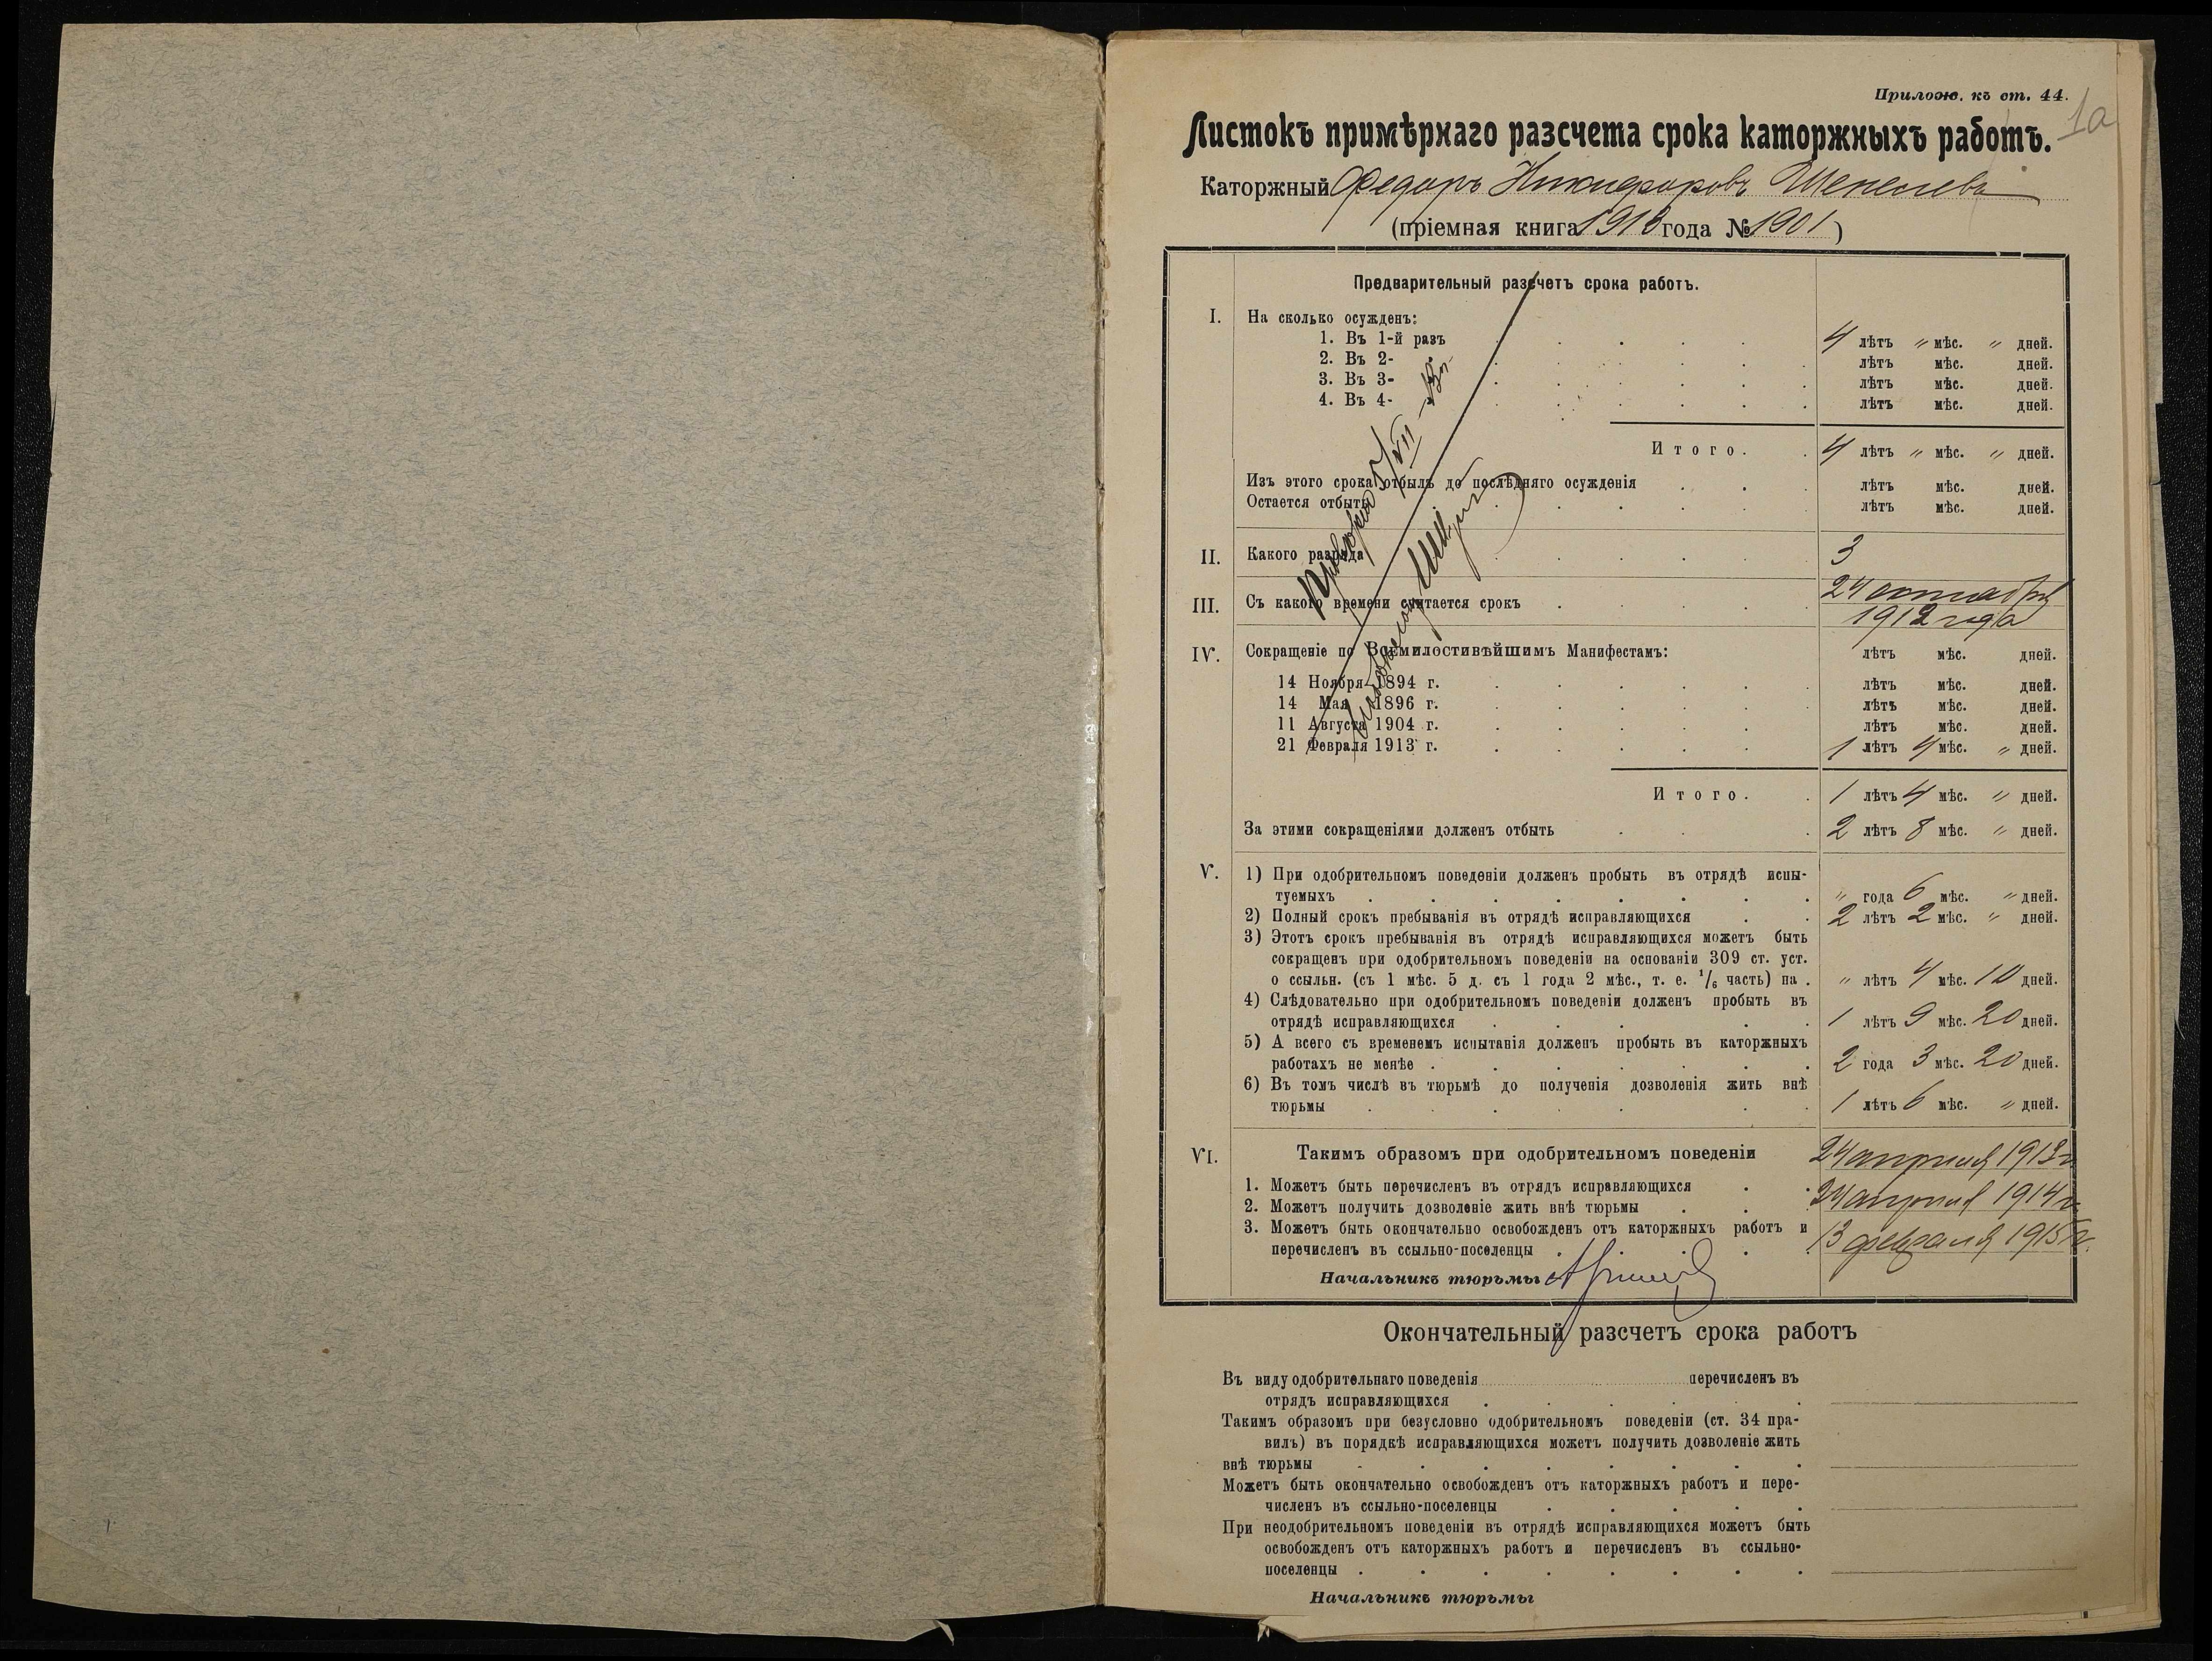 Прилож. къ ст. 44.
1а
Листокъ примѣрнаго разсчета срока каторжныхъ работъ.
Каторжный Федоръ Никифоровъ
(пріемная книга 1913 года № 1901)
Предварительный разсчетъ срока работъ.
I. На сколько осужденъ:
1. Въ 1-й разъ 4 лѣтъ " мѣс. " дней.
2. Въ 2- лѣтъ мѣс. дней.
3. Въ 3- лѣтъ мѣс. дней.
4. Въ 4- лѣтъ мѣс. дней.
Итого. 4 лѣтъ " мѣс. " дней.
Изъ этого срока отбылъ до послѣдняго осужденія лѣтъ мѣс. дней.
Остается отбыть лѣтъ мѣс. дней.
II. Какого разряда 3
III. Съ какого времени считается срокъ 24 октября
1912 года
IV. Сокращеніе по Всемилостивѣйшимъ Манифестамъ: лѣтъ мѣс. дней.
14 Ноября 1894 г. лѣтъ мѣс. дней.
14 Мая 1896 г. лѣтъ мѣс. дней.
11 Августа 1904 г. лѣтъ мѣс. дней.
21 Февраля 1913 г. 1 лѣтъ 4 мѣс. " дней.
Итого. 1 лѣтъ 4 мѣс. " дней.
За этими сокращеніями долженъ отбыть 2 лѣтъ 8 мѣс. " дней.
V. 1) При одобрительномъ поведеніи долженъ пробыть въ отрядѣ испы-
туемыхъ " года 6 мѣс. " дней.
2) Полный срокъ пребыванія въ отрядѣ исправляющихся 2 лѣтъ 2 мѣс. " дней.
3) Этотъ срокъ пребыванія въ отрядѣ исправляющихся можетъ быть
сокращенъ при одобрительномъ поведеніи на основаніи 309 ст. уст.
о ссыльн. (съ 1 мѣс. 5 д. съ 1 года 2 мѣс., т. е. 1/6 часть) на " лѣтъ 4 мѣс. 10 дней.
4) Слѣдовательно при одобрительномъ поведеніи долженъ пробыть въ
отрядѣ исправляющихся 1 лѣтъ 9 мѣс. 20 дней.
5) А всего съ временемъ испытанія долженъ пробыть въ каторжныхъ
работахъ не менѣе 2 года 3 мѣс. 20 дней.
6) Въ томъ числѣ въ тюрьмѣ до полученія дозволенія жить внѣ
тюрьмы 1 лѣтъ 6 мѣс. " дней.
VI. Такимъ образомъ при одобрительномъ поведеніи
1. Можетъ быть перечисленъ въ отрядъ исправляющихся 24 апрѣля 1913 г.
2. Можетъ получить дозволеніе жить внѣ тюрьмы 24 апрѣля 1914 г.
3. Можетъ быть окончательно освобожденъ отъ каторжныхъ работъ и
перечисленъ въ ссыльно-поселенцы 13 февраля 1915 г.
Начальникъ тюрьмы
Окончательный разсчетъ срока работъ
Въ виду одобрительнаго поведенія перечисленъ въ
отрядъ исправляющихся
Такимъ образомъ при безусловно одобрительномъ поведеніи (ст. 34 пра-
вилъ) въ порядкѣ исправляющихся можетъ получить дозволеніе жить
внѣ тюрьмы
Можетъ быть окончательно освобожденъ отъ каторжныхъ работъ и пере-
численъ въ ссыльно-поселенцы
При неодобрительномъ поведеніи въ отрядѣ исправляющихся можетъ быть
освобожденъ отъ каторжныхъ работъ и перечисленъ въ ссыльно-
поселенцы
Начальникъ тюрьмы